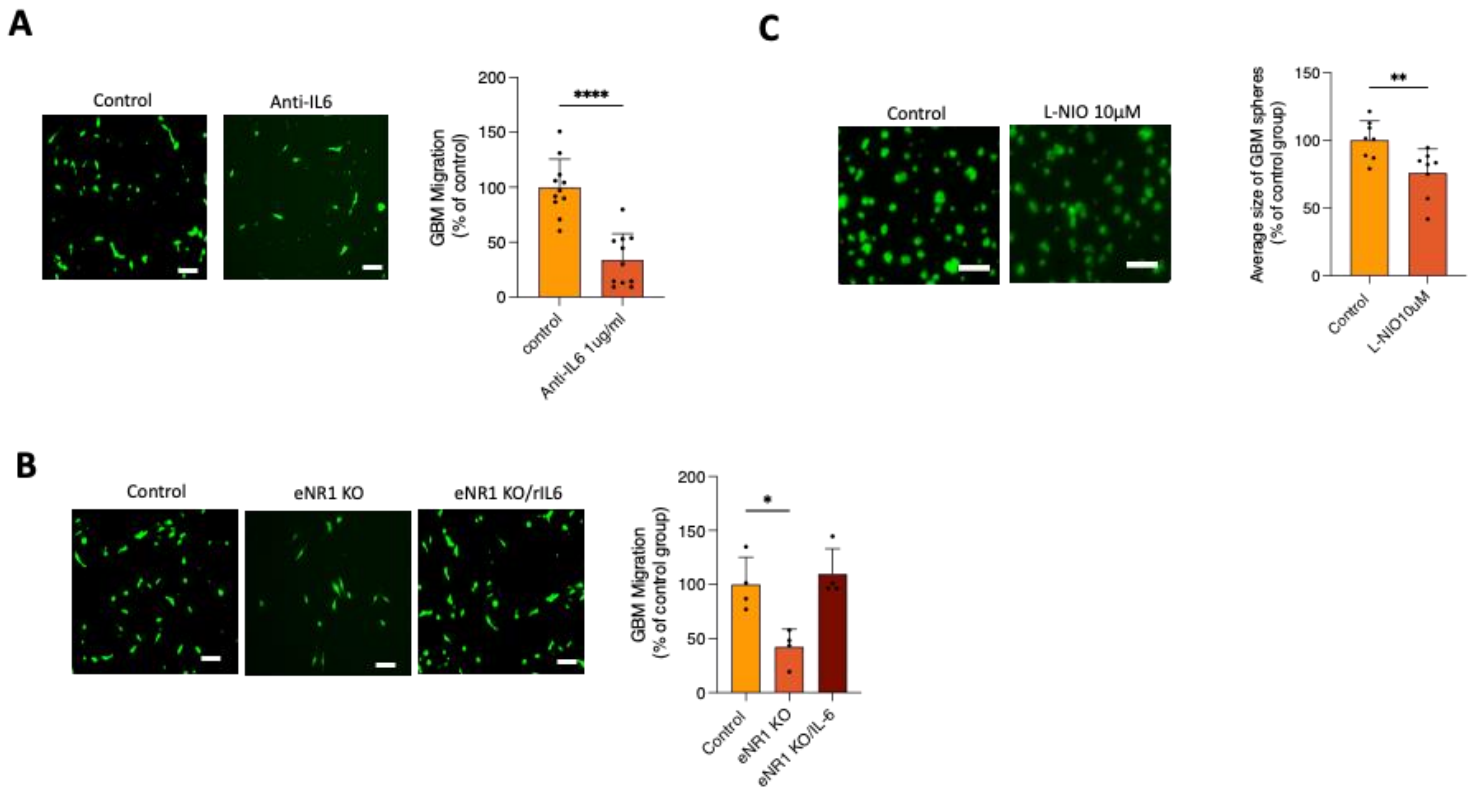 A
Control
Anti-IL6
GBM Migration
(% of control)
200
150
100
50
0
****
control
Anti-IL6 1ug/ml
C
Control
L-NIO 10µM
Average size of GBM spheres
(% of control group)
150
100
50
0
**
Control
L-NIO10uM
B
Control
eNR1 KO
eNR1 KO/rIL6
GBM Migration
(% of control group)
200
150
100
50
0
*
Control
eNR1 KO
eNR1 KO/IL-6